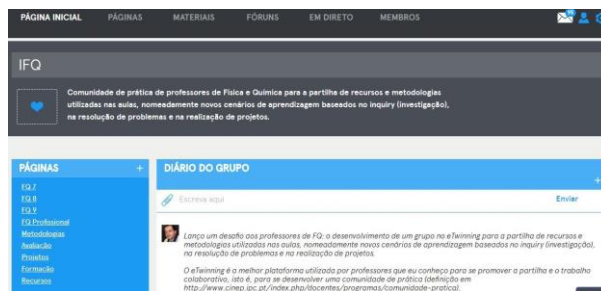 PÁGINA INICIAL PÁGINAS MATERIAIS FÓRUNS EM DIRETO MEMBROS
IFQ
Comunidade de prática de professores de Física e Química para a partilha de recursos e metodologias
utilizadas nas aulas, nomeadamente novos cenários de aprendizagem baseados no inquiry (investigação),
na resolução de problemas e na realização de projetos.
PÁGINAS +
FQ 7
FQ 8
FQ 9
FQ Profissional
Metodologias
Avaliação
Projetos
Formação
Recursos
DIÁRIO DO GRUPO
+
Escreva aqui Enviar
Lanço um desafio aos professores de FQ: o desenvolvimento de um grupo no eTwinning para a partilha de recursos e
metodologias utilizadas nas aulas, nomeadamente novos cenários de aprendizagem baseados no inquiry (investigação),
na resolução de problemas e na realização de projetos.
O eTwinning é a melhor plataforma utilizada por professores que eu conheço para se promover a partilha e o trabalho
colaborativo, isto é, para se desenvolver uma comunidade de prática (definição em
http://www.cinep.ipc.pt/index.php/docentes/programas/comunidade-pratica).